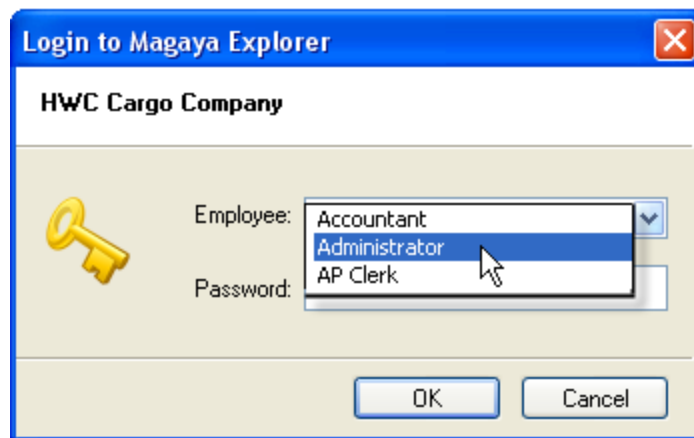 Login to Magaya Explorer
HWC Cargo Company
Employee:
Accountant
Administrator
AP Clerk
Password:
OK
Cancel